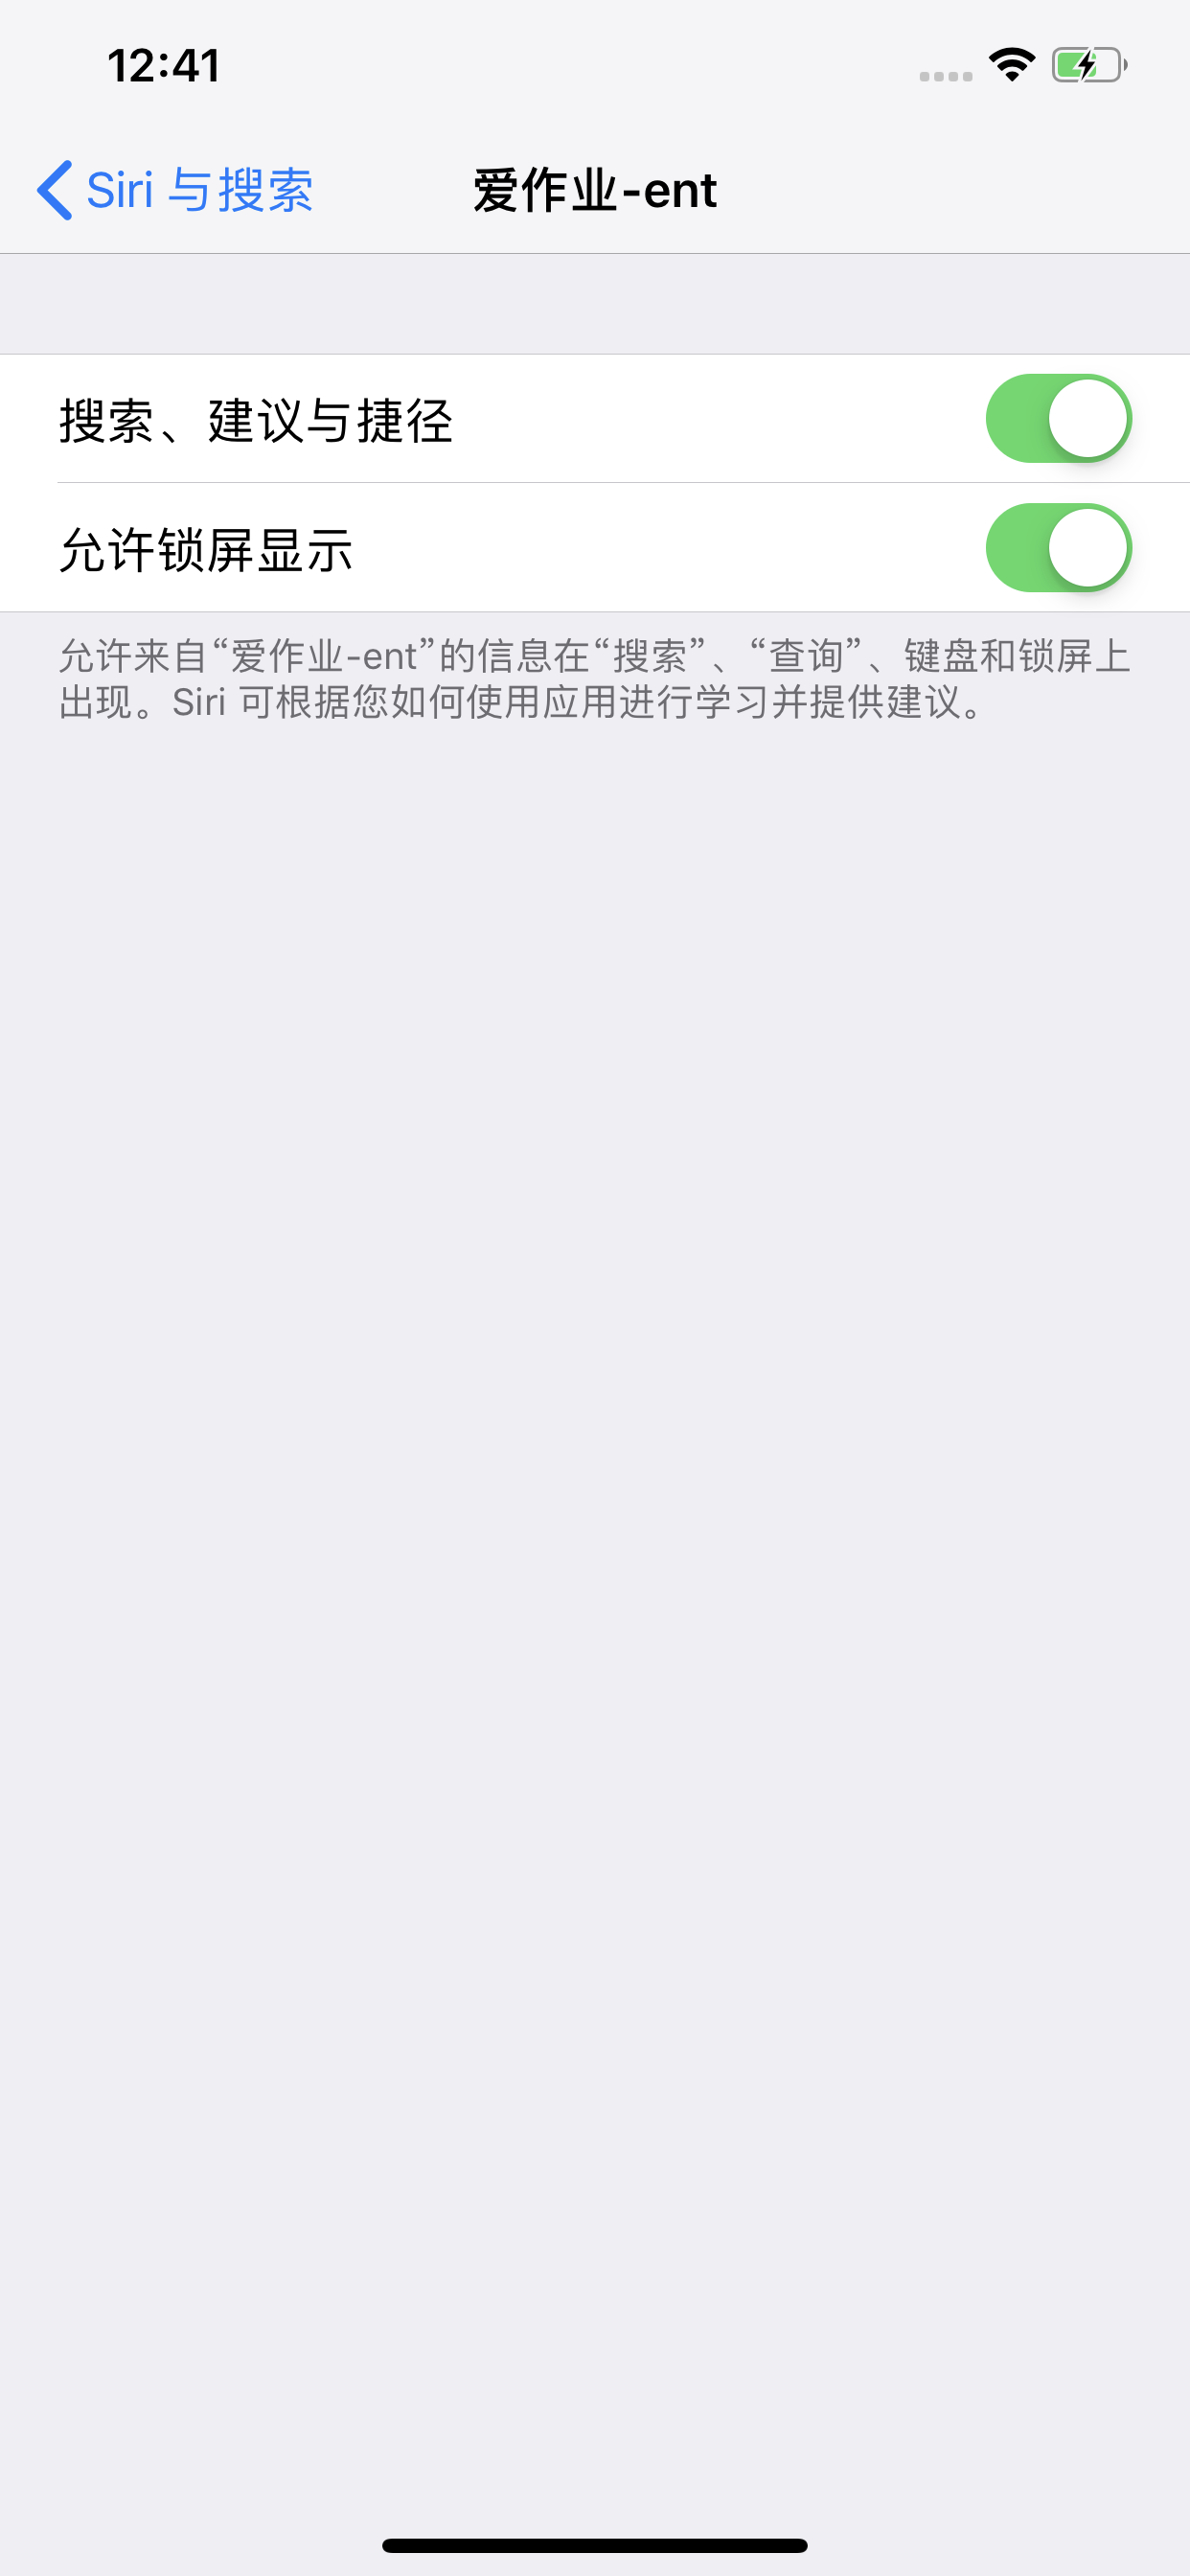 12:41
Siri 与搜索
爱作业-ent
搜索、建议与捷径
允许锁屏显示
允许来自“爱作业-ent”的信息在“搜索”、“查询”、键盘和锁屏上
出现。Siri 可根据您如何使用应用进行学习并提供建议。